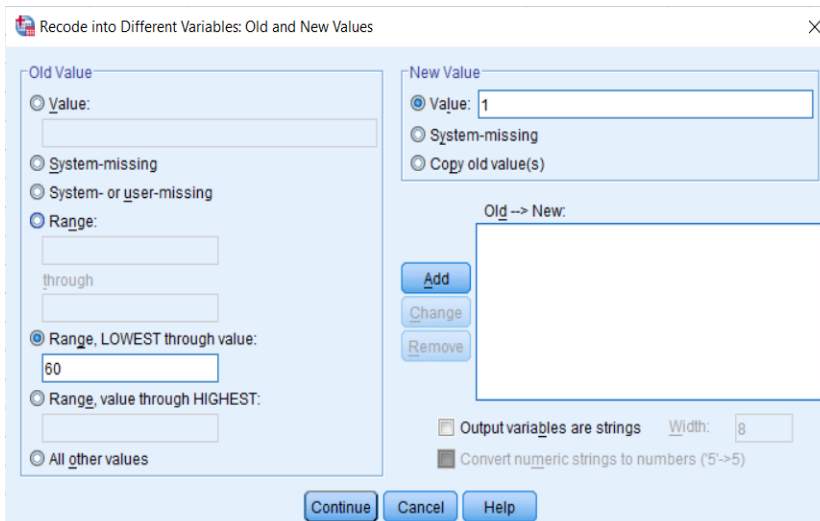 Recode into Different Variables: Old and New Values
Old Value
Value:
System-missing
System- or user-missing
Range:
through
Range, LOWEST through value:
60
Range, value through HIGHEST:
All other values
New Value
Value: 1
System-missing
Copy old value(s)
Old --> New:
Add
Change
Remove
Output variables are strings Width: 8
Convert numeric strings to numbers ('5'->5)
Continue Cancel Help